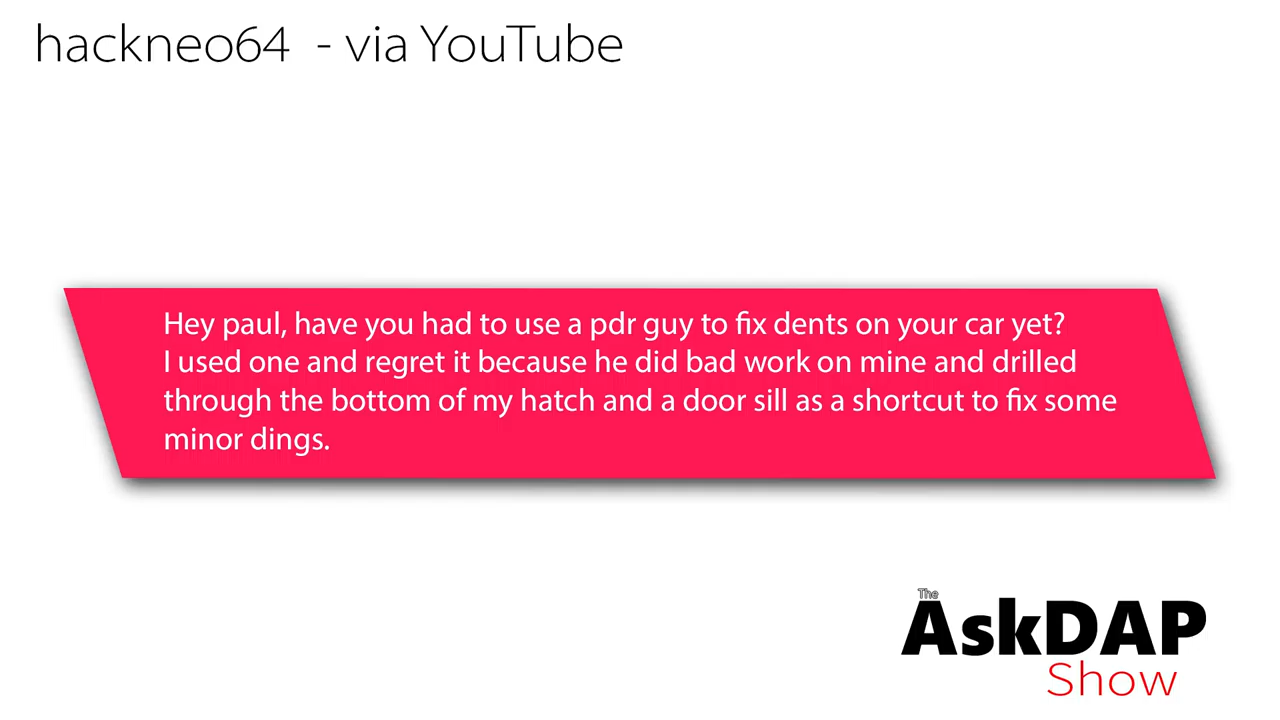 hackneo64 - via YouTube
Hey paul, have you had to use a pdr guy to fix dents on your car yet?
I used one and regret it because he did bad work on mine and drilled
through the bottom of my hatch and a door sill as a shortcut to fix some
minor dings.
The
AskDAP
Show